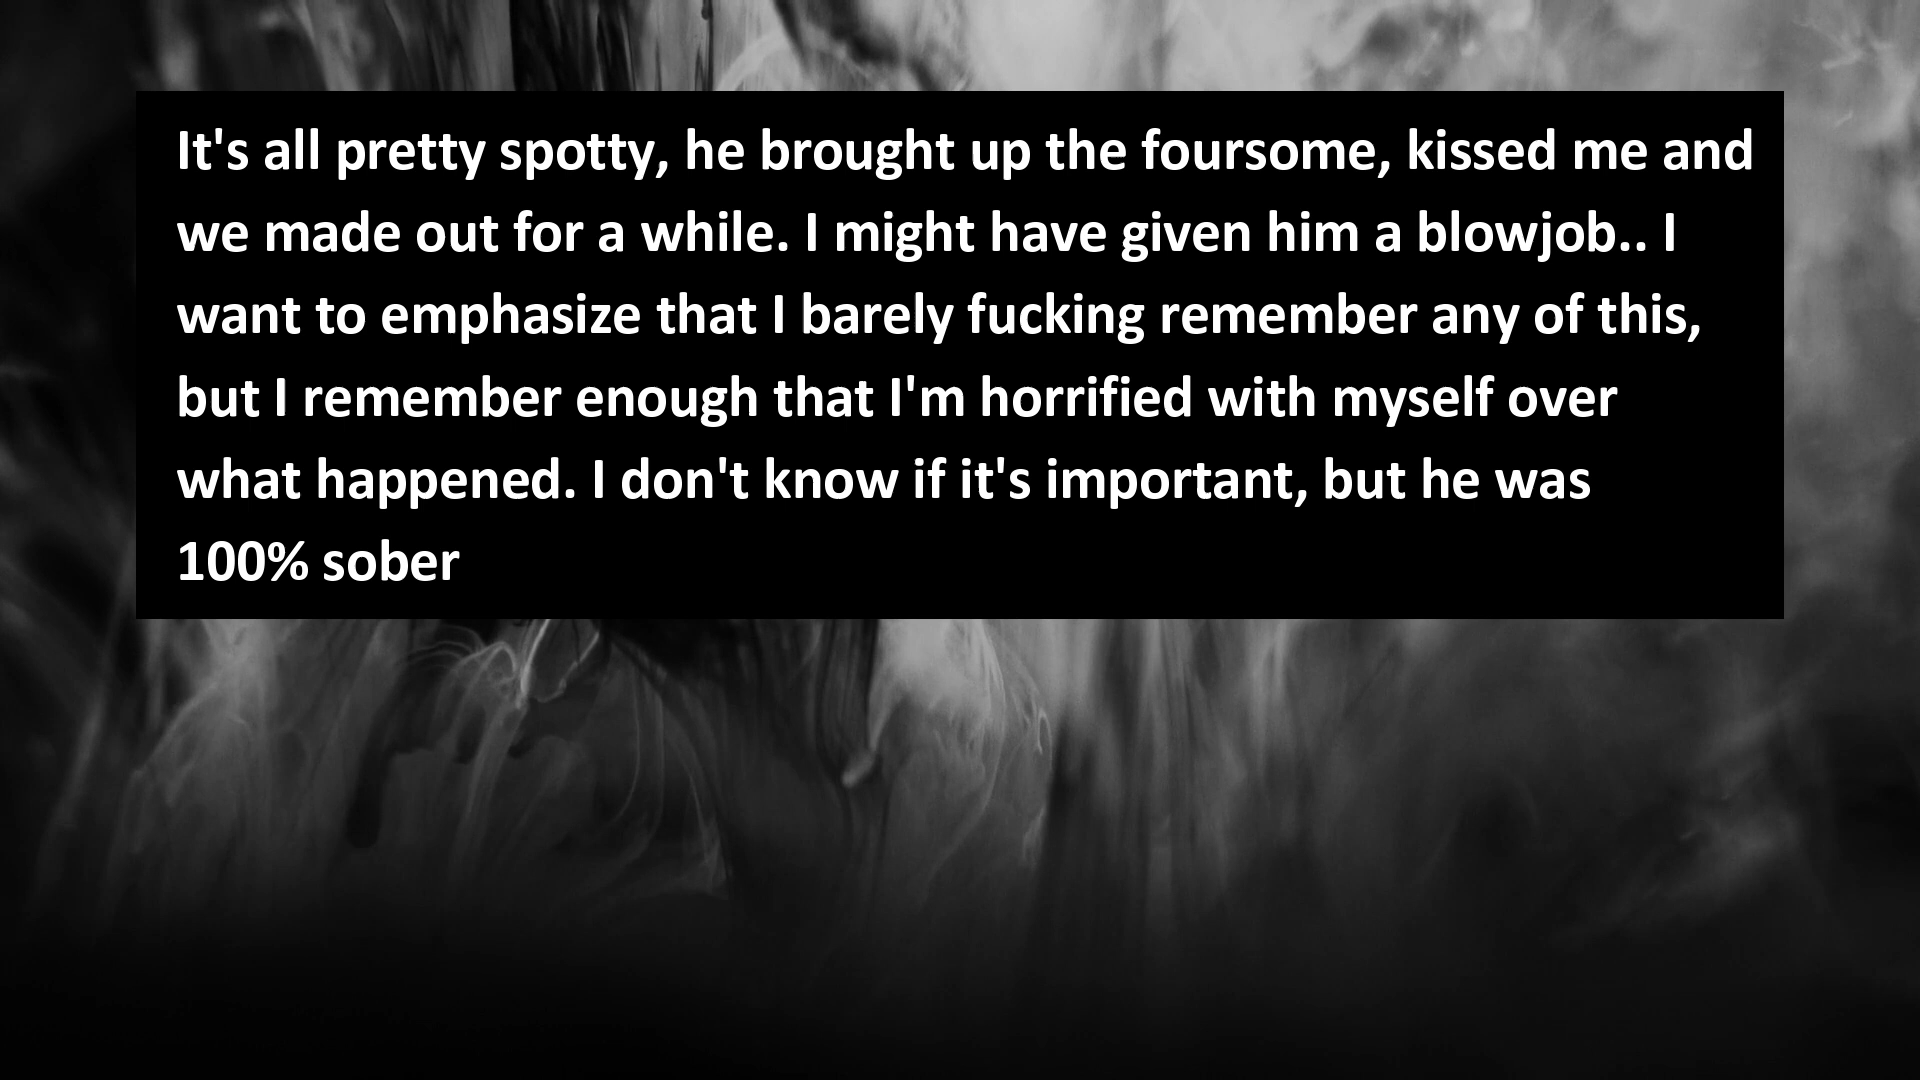 It's all pretty spotty, he brought up the foursome, kissed me and
we made out for a while. I might have given him a blowjob.. I
want to emphasize that I barely fucking remember any of this,
but I remember enough that I'm horrified with myself over
what happened. I don't know if it's important, but he was
100% sober